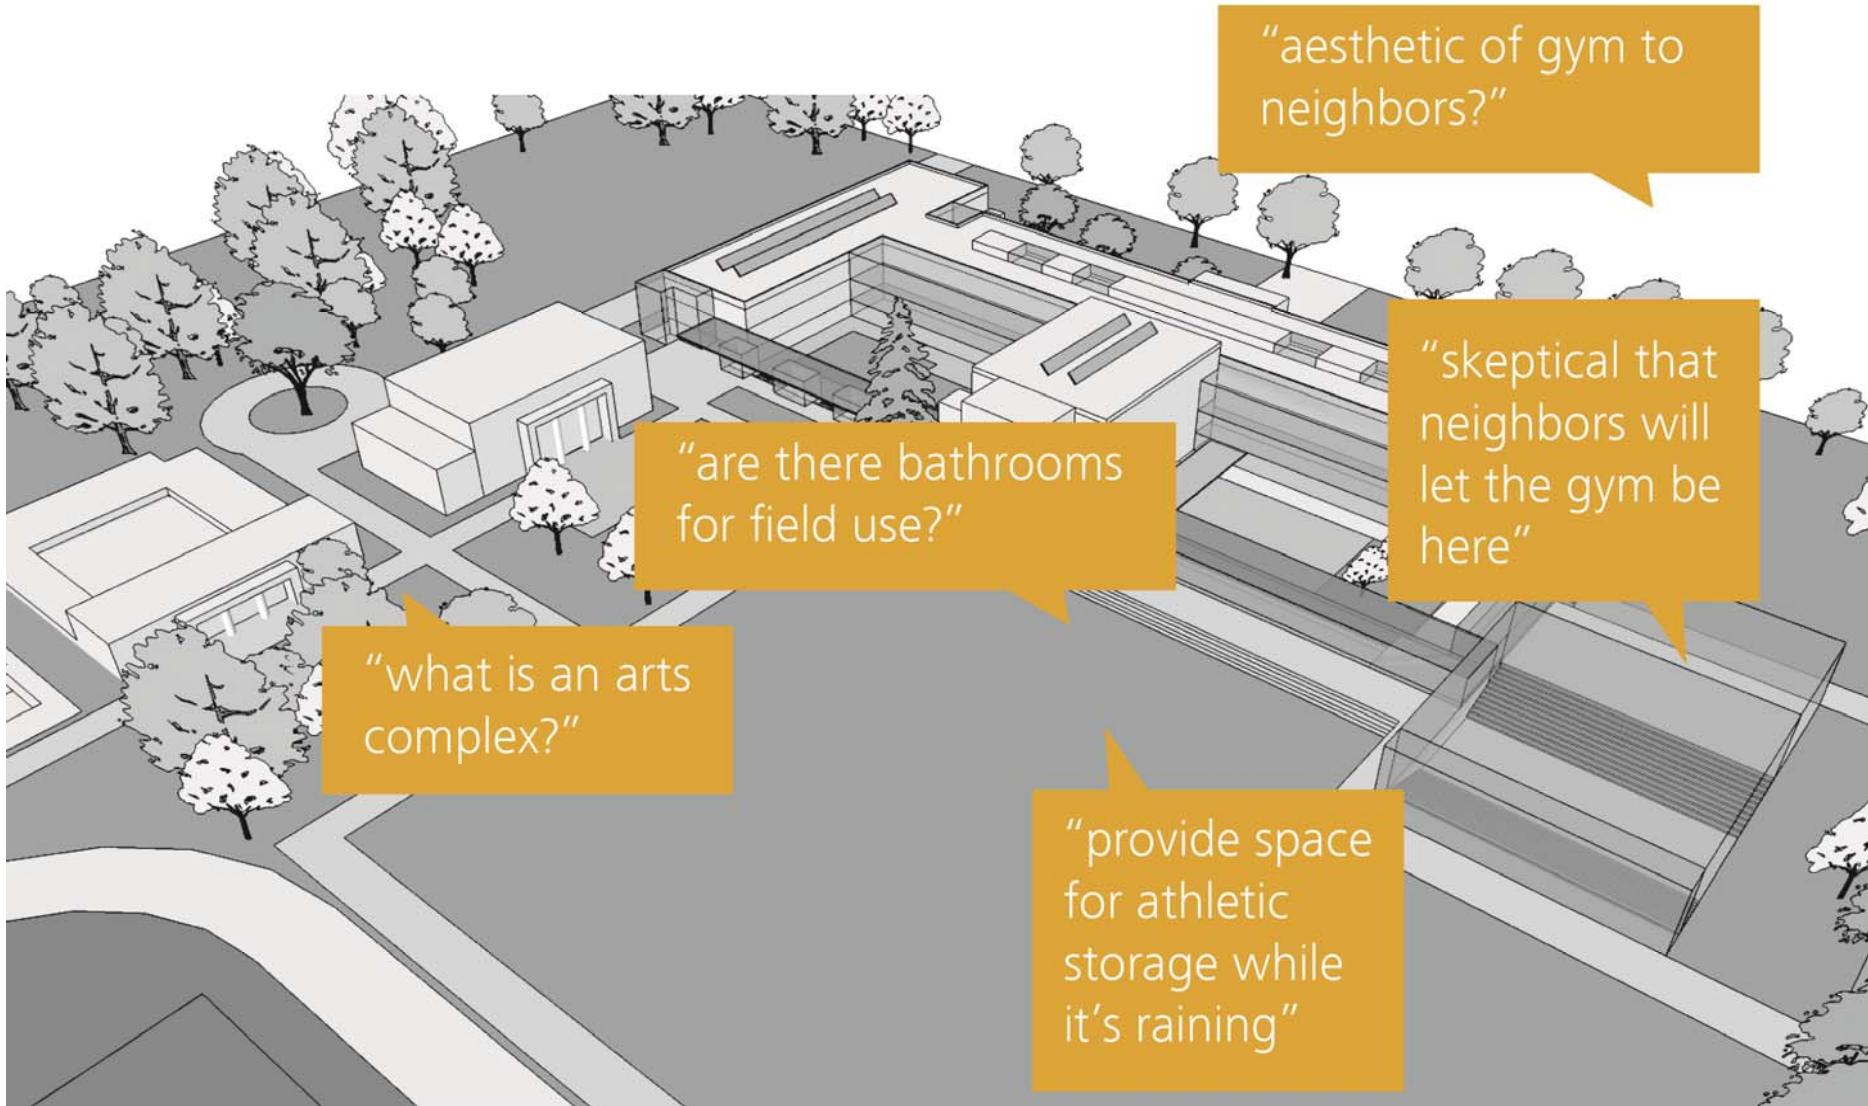 “aesthetic of gym to
neighbors?”
“skeptical that
neighbors will
let the gym be
here”
“are there bathrooms
for field use?”
“what is an arts
complex?”
“provide space
for athletic
storage while
it’s raining”